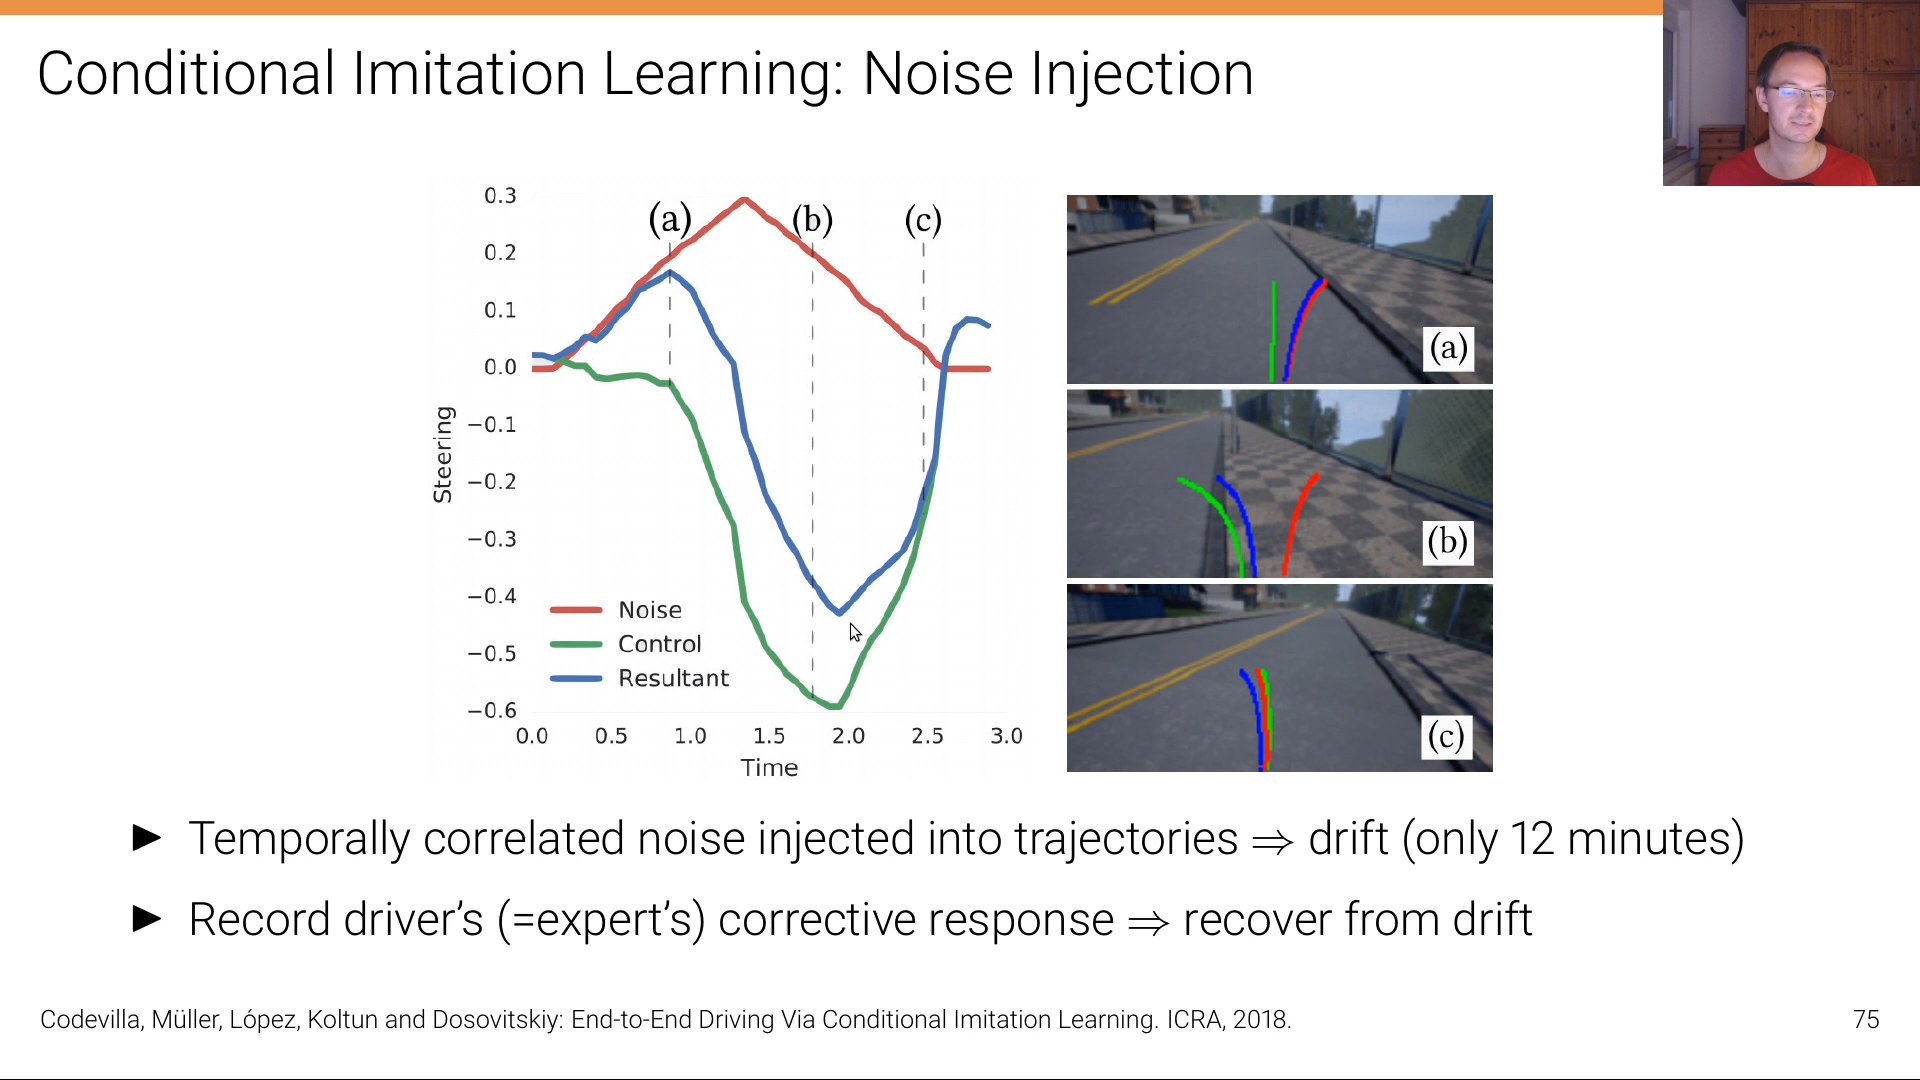 Conditional Imitation Learning: Noise Injection
0.3
0.2
0.1
0.0
−0.1
−0.2
−0.3
−0.4
−0.5
−0.6
Steering
(a)
(b)
(c)
Noise
Control
Resultant
0.0 0.5 1.0 1.5 2.0 2.5 3.0
Time
(a)
(b)
(c)
► Temporally correlated noise injected into trajectories ⇒ drift (only 12 minutes)
► Record driver’s (=expert’s) corrective response ⇒ recover from drift
Codevilla, Müller, López, Koltun and Dosovitskiy: End-to-End Driving Via Conditional Imitation Learning. ICRA, 2018.
75